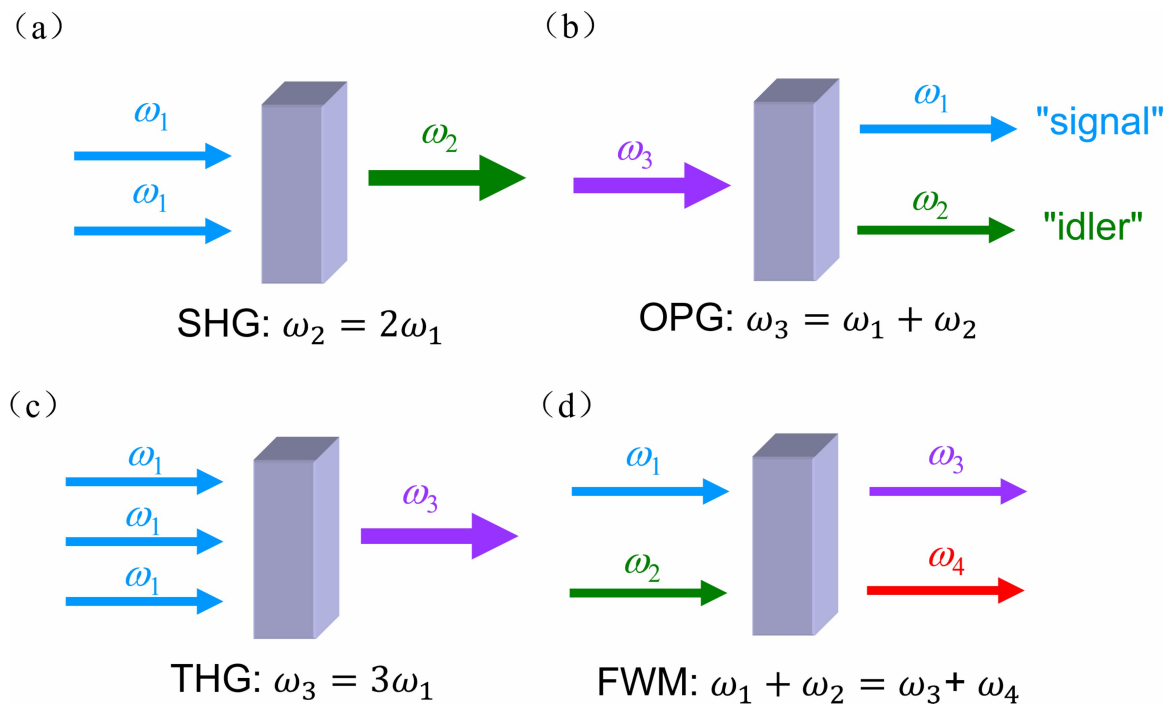 (a)
ω₁
ω₁
ω₂
SHG: ω₂ = 2ω₁
(b)
ω₃
ω₁
"signal"
ω₂
"idler"
OPG: ω₃ = ω₁ + ω₂
(c)
ω₁
ω₁
ω₁
ω₃
THG: ω₃ = 3ω₁
(d)
ω₁
ω₂
ω₃
ω₄
FWM: ω₁ + ω₂ = ω₃+ ω₄